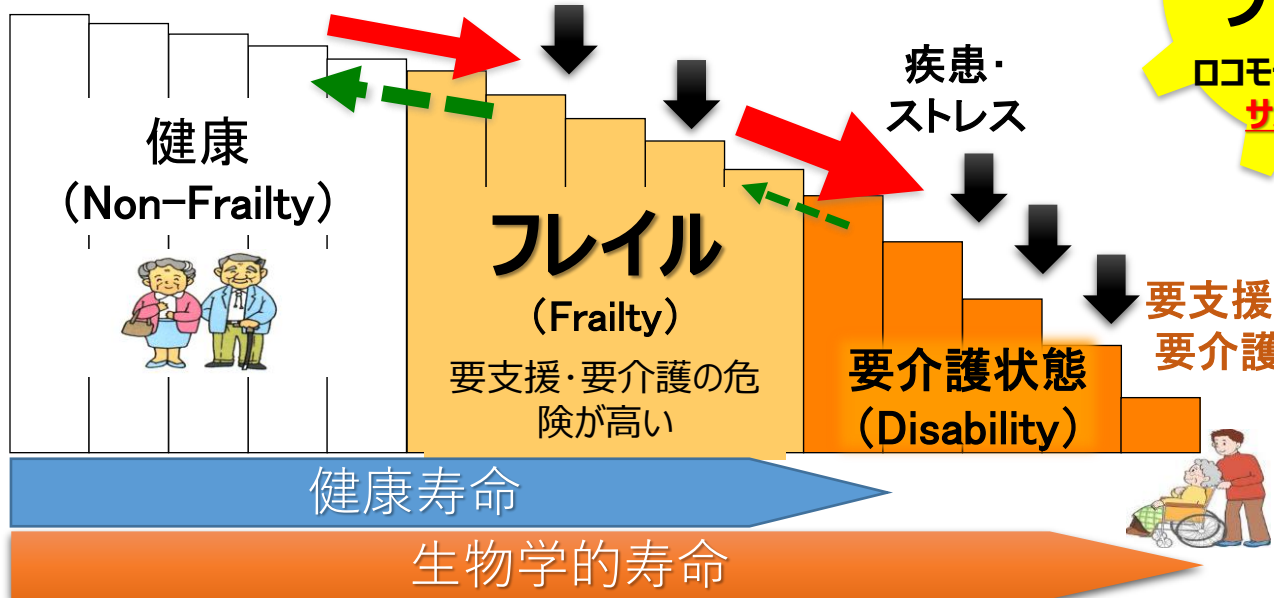 健康
(Non-Frailty)
フレイル
(Frailty)
要支援・要介護の危
険が高い
疾患・
ストレス
要介護状態
(Disability)
要支援
要介護
健康寿命
生物学的寿命